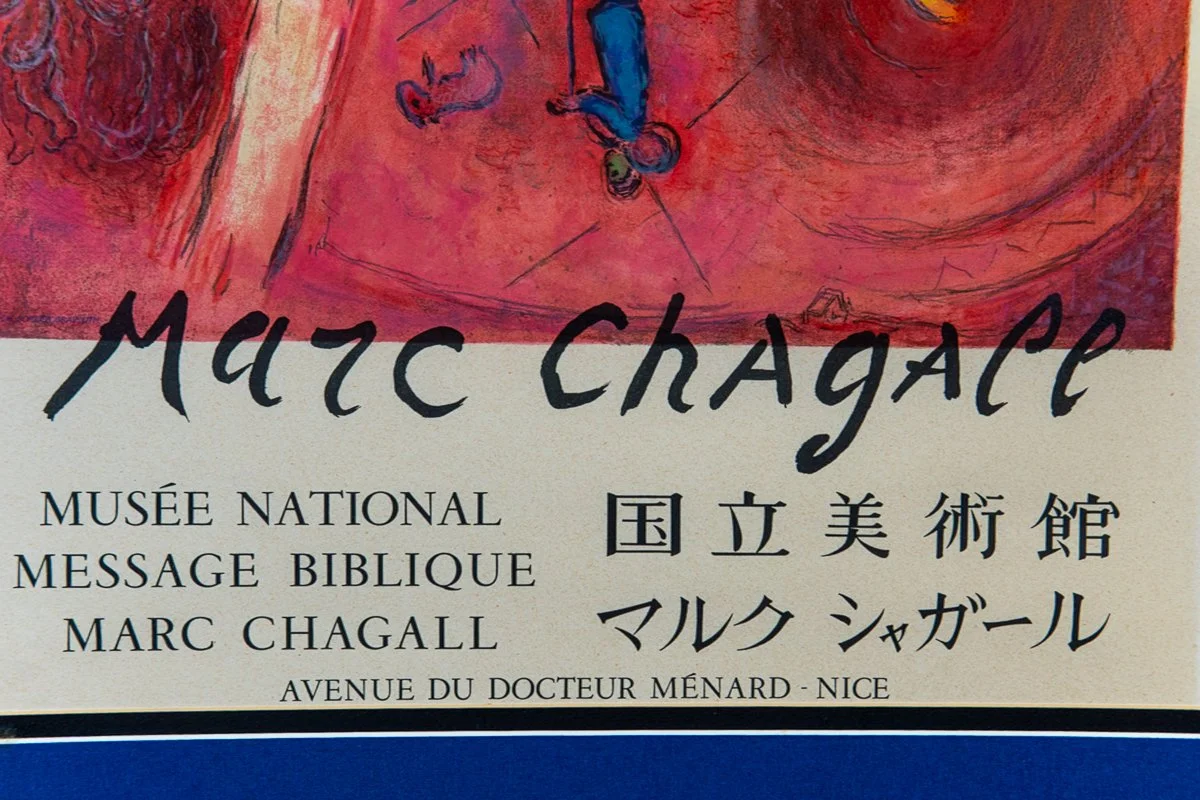 Marc Chagall
MUSÉE NATIONAL
MESSAGE BIBLIQUE
MARC CHAGALL
国立美術館
マルク シャガール
AVENUE DU DOCTEUR MÉNARD - NICE